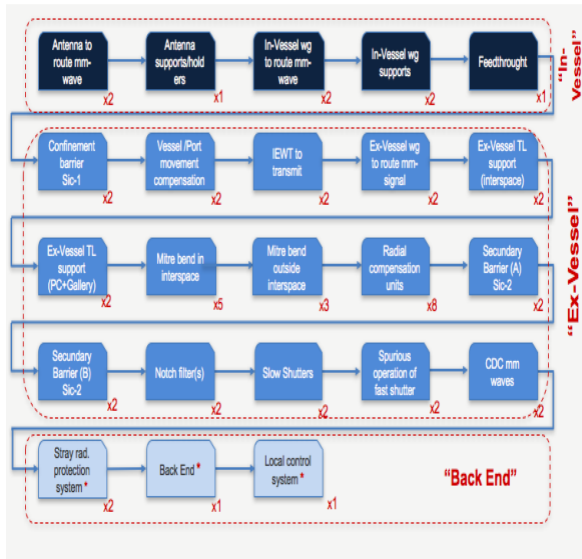 Antenna to
route mm-
wave
x2
Antenna
supports/hold
ers
x1
In-Vessel wg
to route mm-
wave
x2
In-Vessel wg
supports
x2
Feedthrought
x1
"In-
Vessel"
Confinement
barrier
Sic-1
x2
Vessel /Port
movement
compensation
x2
IEWT to
transmit
x2
Ex-Vessel wg
to route mm-
signal
x2
Ex-Vessel TL
support
(interspace)
x2
Ex-Vessel TL
support
(PC+Gallery)
x2
Mitre bend in
interspace
x5
Mitre bend
outside
interspace
x3
Radial
compensation
units
x8
Secundary
Barrier (A)
Sic-2
x2
"Ex-Vessel"
Secundary
Barrier (B)
Sic-2
x2
Notch filter(s)
x2
Slow Shutters
x2
Spurious
operation of
fast shutter
x2
CDC mm
waves
x2
Stray rad.
protection
system *
x2
Back End *
x1
Local control
system *
x1
"Back End"